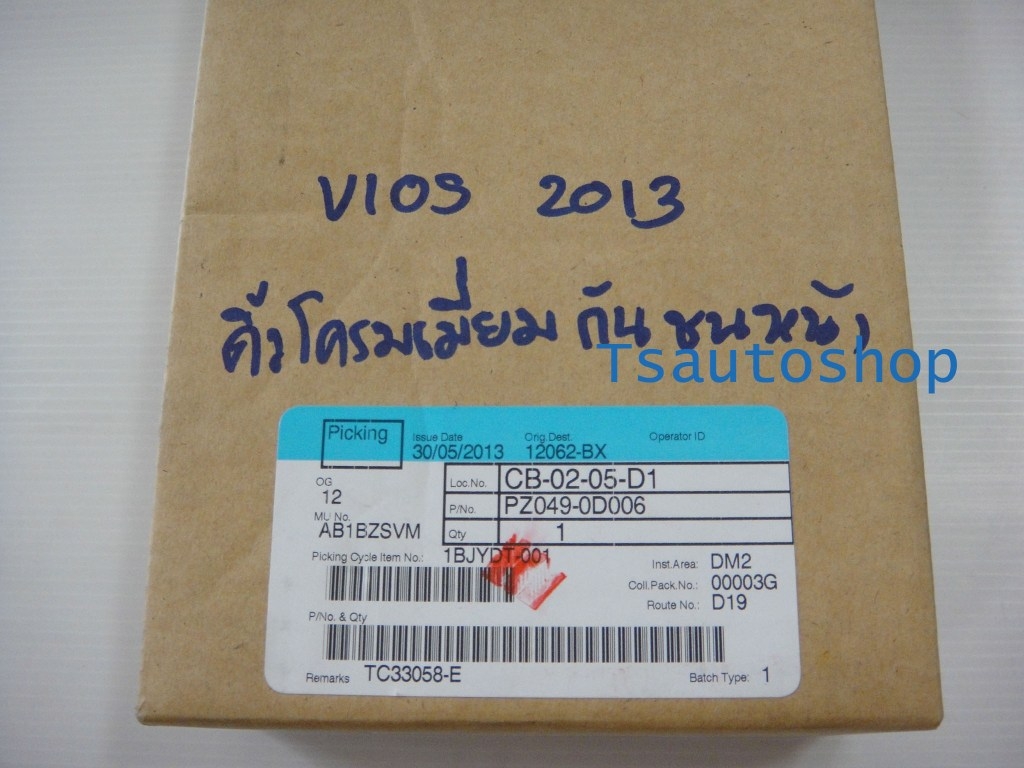 VIOS 2013
คิ้วโครมเมี่ยมกันชนหน้า
Tsautoshop
Picking
Issue Date Orig.Dest. Operator ID
30/05/2013 12062-BX
OG
12
Loc.No. CB-02-05-D1
P/No. PZ049-0D006
MU No.
AB1BZSVM
Qty 1
Picking Cycle Item No.: 1BJYDT-001
Inst.Area: DM2
Coll.Pack.No.: 00003G
Route No.: D19
P/No. & Qty
Remarks TC33058-E
Batch Type: 1